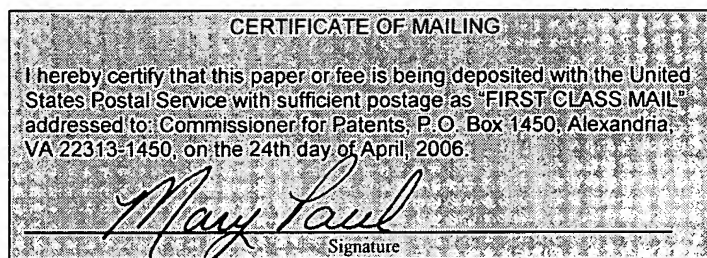 CERTIFICATE OF MAILING
I hereby certify that this paper or fee is being deposited with the United
States Postal Service with sufficient postage as "FIRST CLASS MAIL"
addressed to: Commissioner for Patents, P.O. Box 1450, Alexandria,
VA 22313-1450, on the 24th day of April, 2006.
Mary Paul
Signature